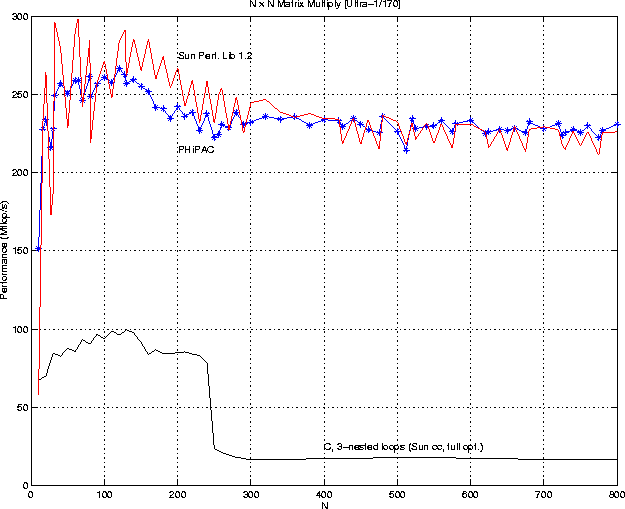 N x N Matrix Multiply [Ultra-1/170]
300
250
200
150
100
50
0
Performance (Mflop/s)
Sun Perf. Lib 1.2
PHiPAC
C, 3-nested loops (Sun cc, full opt.)
0 100 200 300 400 500 600 700 800
N